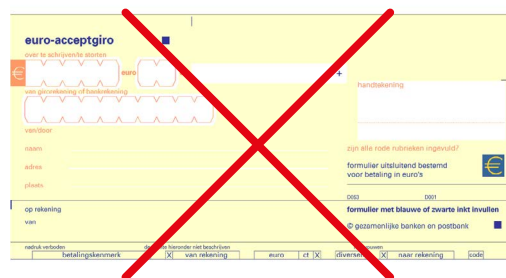 euro-acceptgiro
over te schrijven/te storten
€ euro +
van girorekening of bankrekening
handtekening
van/door
naam
zijn alle rode rubrieken ingevuld?
adres
formulier uitsluitend bestemd
voor betaling in euro's
€
plaats
D053 D001
op rekening
formulier met blauwe of zwarte inkt invullen
van
© gezamenlijke banken en postbank
nadruk verboden hieronder niet beschrijven
betalingskenmerk X van rekening euro ct X diversen X naar rekening code